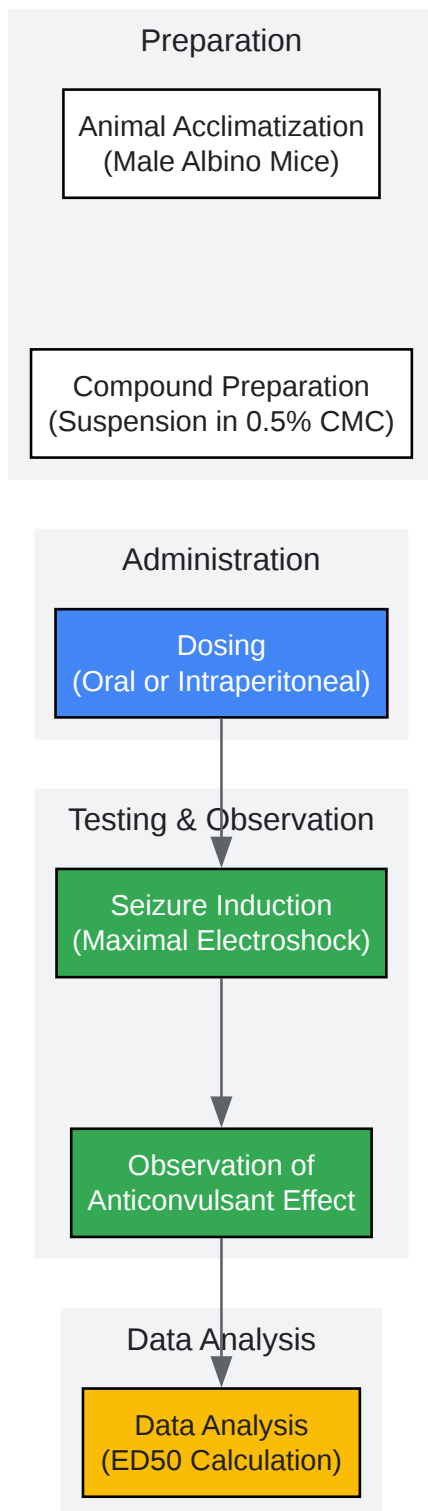 Preparation
Animal Acclimatization
(Male Albino Mice)
Compound Preparation
(Suspension in 0.5% CMC)
Administration
Dosing
(Oral or Intraperitoneal)
Testing & Observation
Seizure Induction
(Maximal Electroshock)
Observation of
Anticonvulsant Effect
Data Analysis
Data Analysis
(ED50 Calculation)